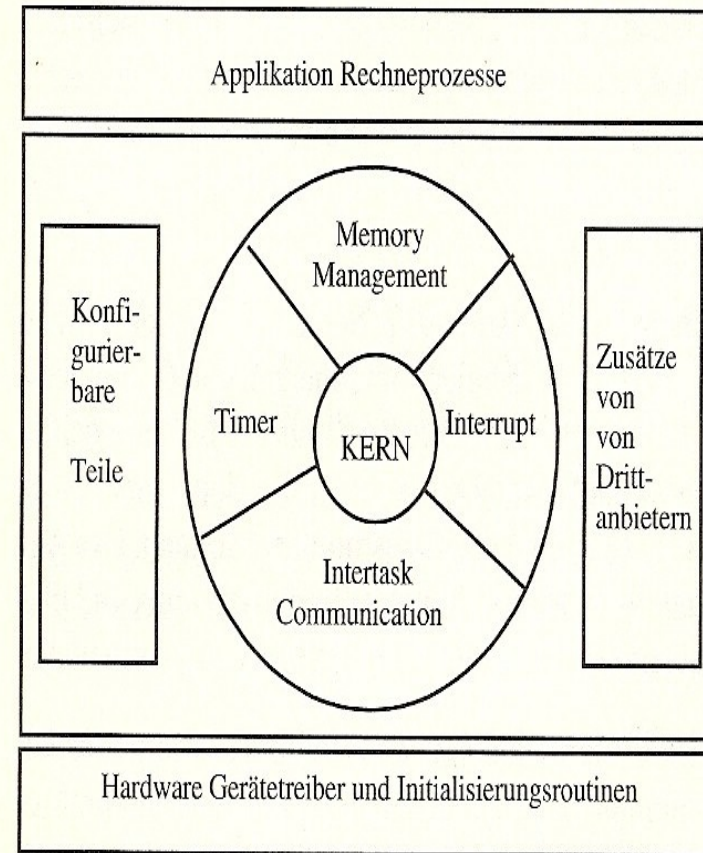 Applikation Rechneprozesse
Memory
Management
Konfi-
gurier-
bare
Teile
Timer
KERN
Interrupt
Zusätze
von
von
Dritt-
anbietern
Intertask
Communication
Hardware Gerätetreiber und Initialisierungsroutinen